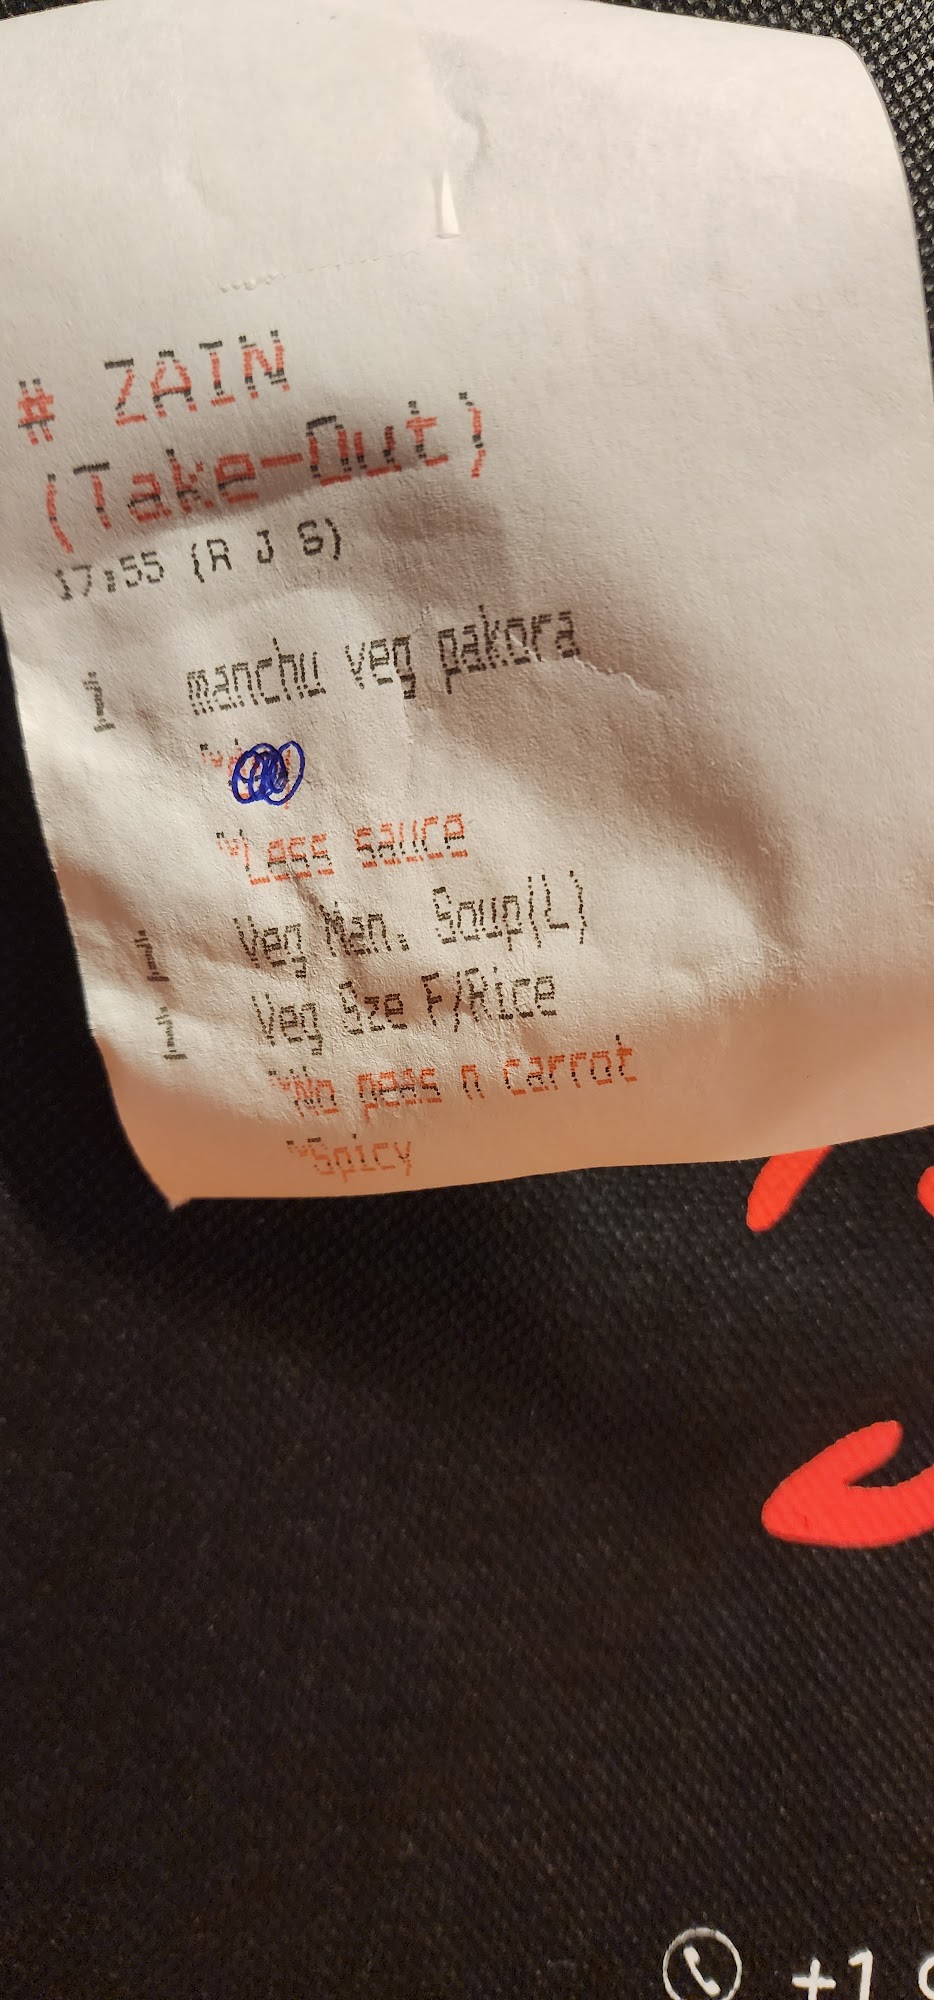 # ZAIN
(Take-Out)
17:55 (R J S)
1 manchu veg pakora
*Less sauce
1 Veg Man. Soup(L)
1 Veg Sze F/Rice
*No peas n carrot
*Spicy
+1